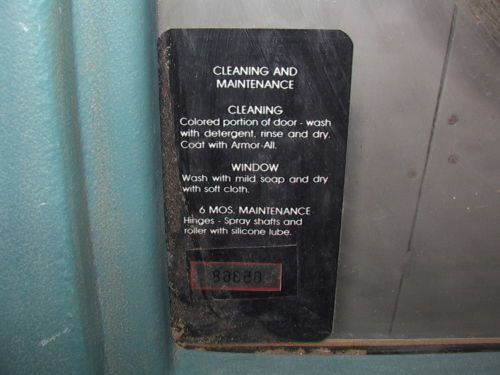 CLEANING AND
MAINTENANCE
CLEANING
Colored portion of door - wash
with detergent, rinse and dry.
Coat with Armor-All.
WINDOW
Wash with mild soap and dry
with soft cloth.
6 MOS. MAINTENANCE
Hinges - Spray shafts and
roller with silicone lube.